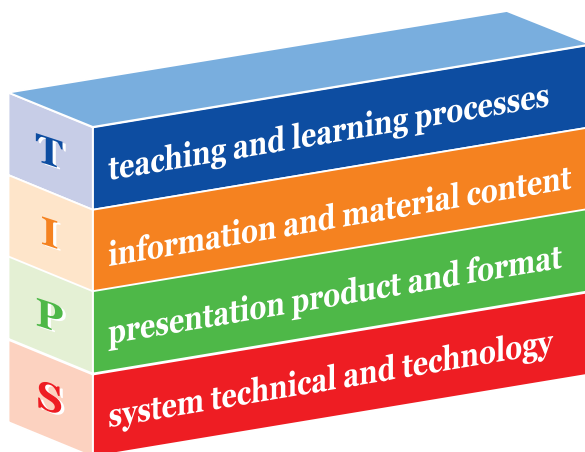 T teaching and learning processes
I information and material content
P presentation product and format
S system technical and technology